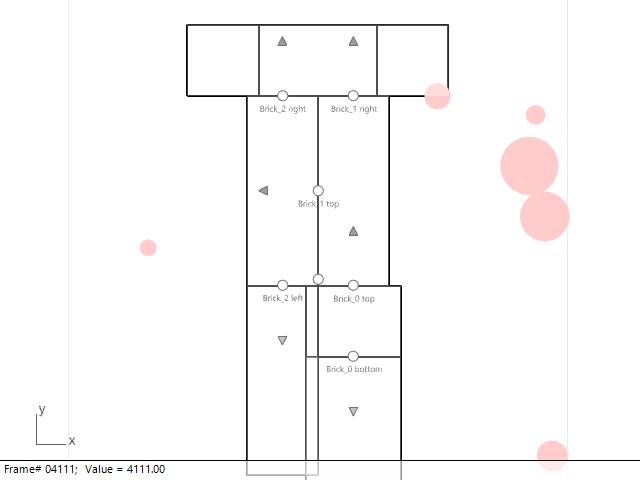 Brick_2 right
Brick_1 right
Brick_1 top
Brick_2 left
Brick_0 top
Brick_0 bottom
y
x
Frame# 04111; Value = 4111.00